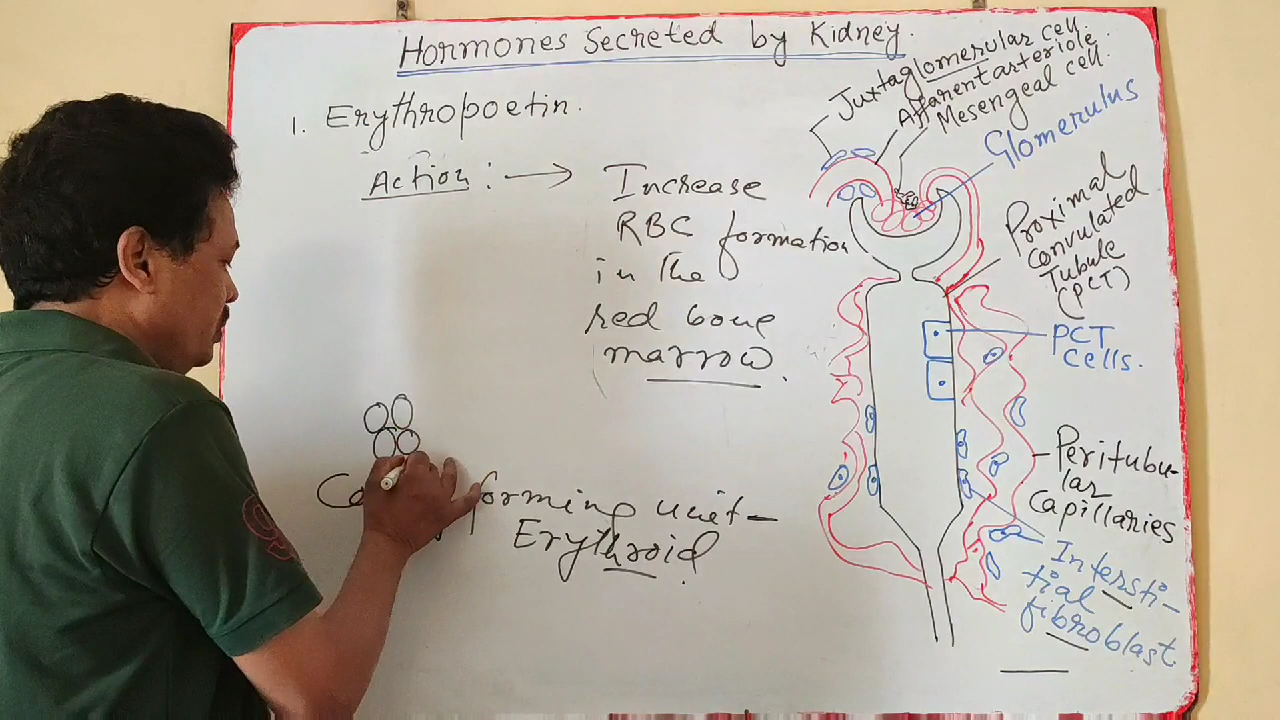 Hormones Secreted by Kidney.
1. Erythropoetin.
Action : →
Increase
RBC formation
in the
red bone
marrow.
forming unit-
Erythroid.
Juxtaglomerular cell.
Afferent arteriole.
Mesengeal cell.
Glomerulus
Proximal
convulated
Tubule
(PCT)
PCT
Cells.
Peritubu-
lar
Capillaries
Intersti-
tial
fibroblast